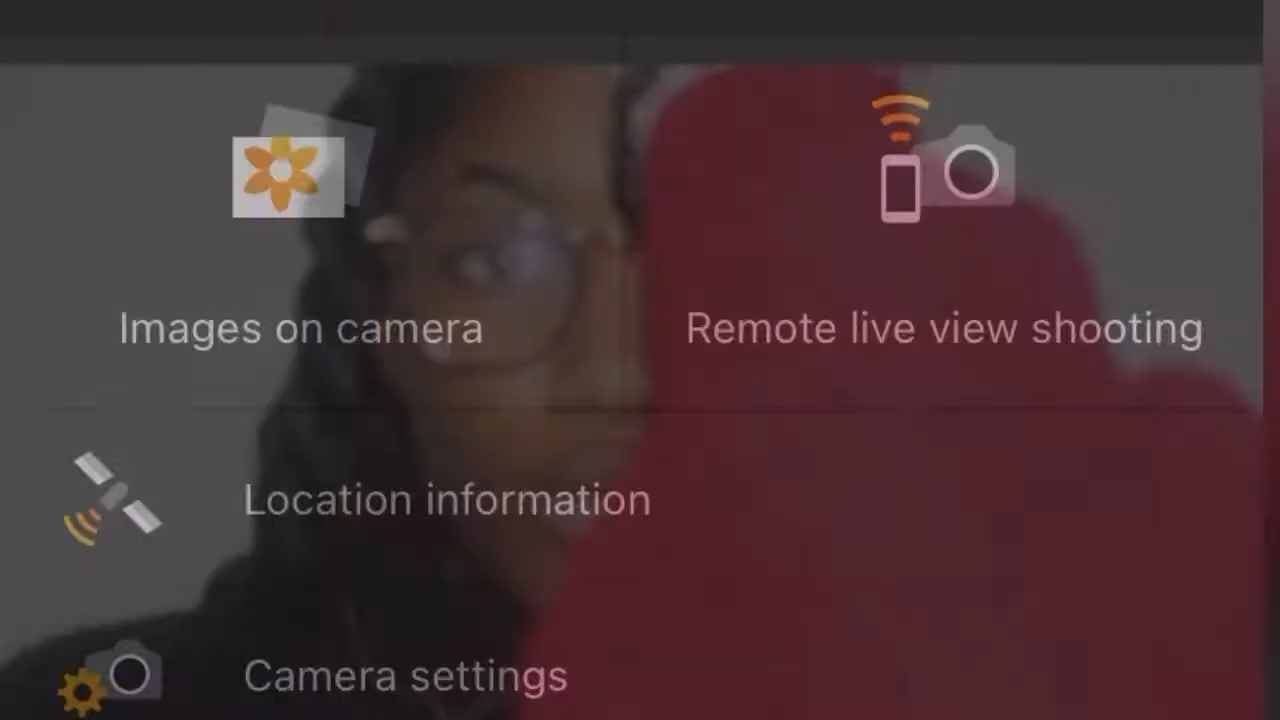 Images on camera
Remote live view shooting
Location information
Camera settings